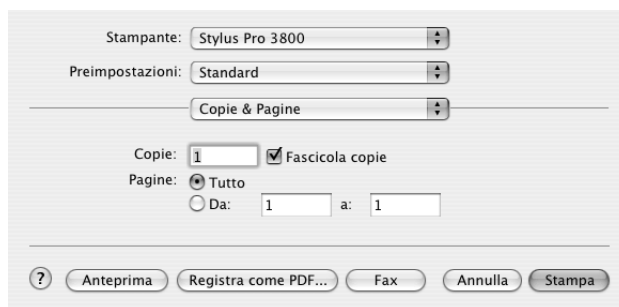 Stampante: Stylus Pro 3800
Preimpostazioni: Standard
Copie & Pagine
Copie: 1 Fascicola copie
Pagine: Tutto
Da: 1 a: 1
? Anteprima Registra come PDF... Fax Annulla Stampa